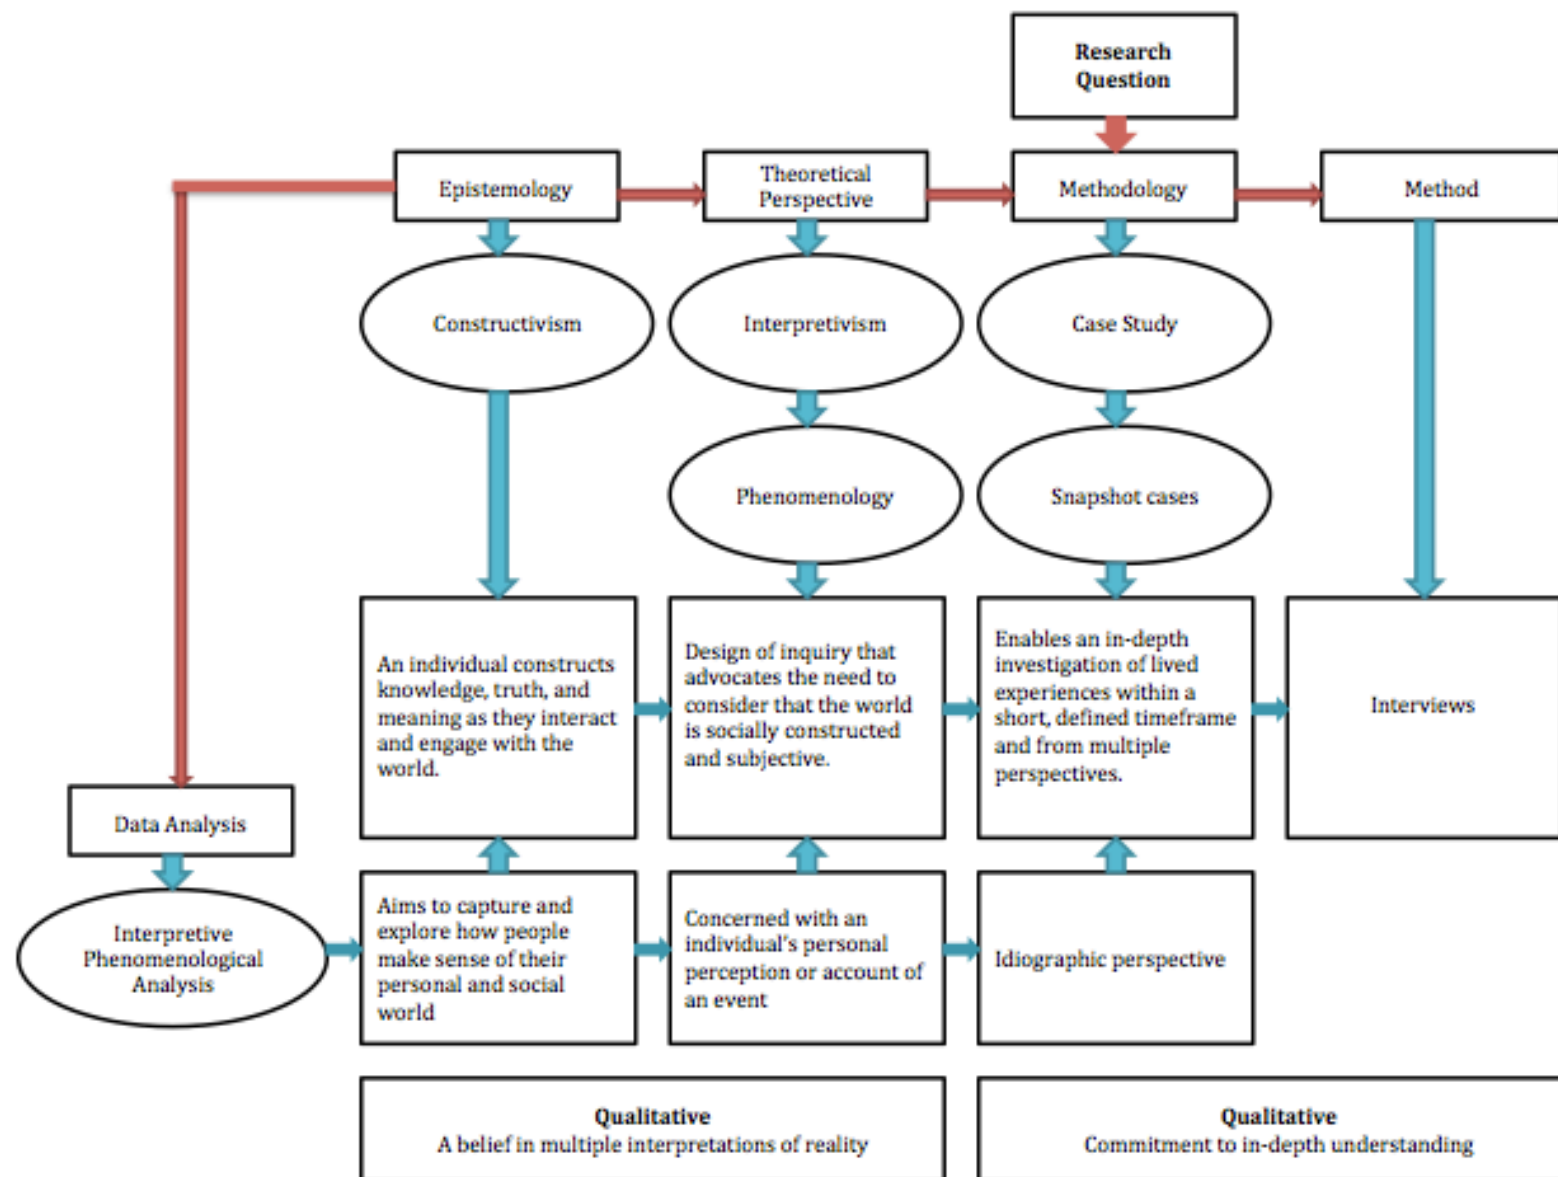 Research
Question
Epistemology
Theoretical
Perspective
Methodology
Method
Constructivism
Interpretivism
Case Study
Phenomenology
Snapshot cases
An individual constructs
knowledge, truth, and
meaning as they interact
and engage with the
world.
Design of inquiry that
advocates the need to
consider that the world
is socially constructed
and subjective.
Enables an in-depth
investigation of lived
experiences within a
short, defined timeframe
and from multiple
perspectives.
Interviews
Data Analysis
Interpretive
Phenomenological
Analysis
Aims to capture and
explore how people
make sense of their
personal and social
world
Concerned with an
individual's personal
perception or account of
an event
Idiographic perspective
Qualitative
A belief in multiple interpretations of reality
Qualitative
Commitment to in-depth understanding